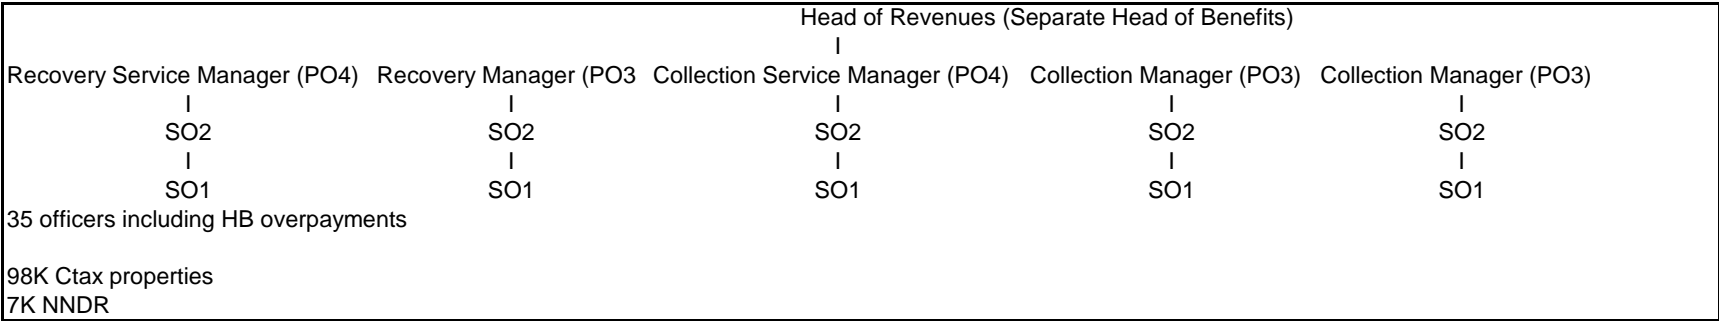 Head of Revenues (Separate Head of Benefits)
I
Recovery Service Manager (PO4) Recovery Manager (PO3 Collection Service Manager (PO4) Collection Manager (PO3) Collection Manager (PO3)
I I I I I
SO2 SO2 SO2 SO2 SO2
I I I I I
SO1 SO1 SO1 SO1 SO1
35 officers including HB overpayments
98K Ctax properties
7K NNDR